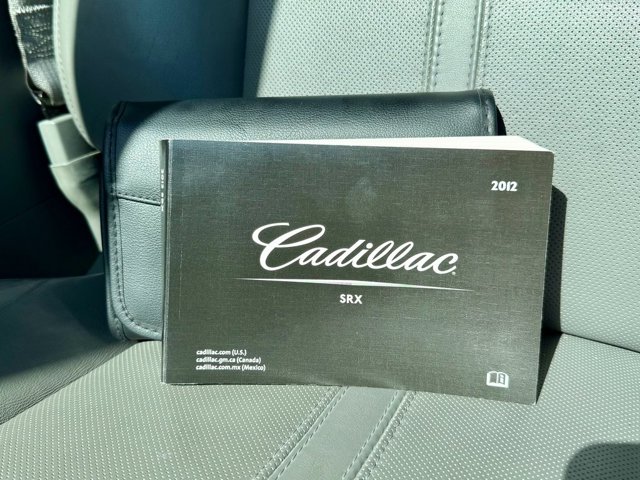 2012
Cadillac
SRX
cadillac.com (U.S.)
cadillac.gm.ca (Canada)
cadillac.com.mx (Mexico)